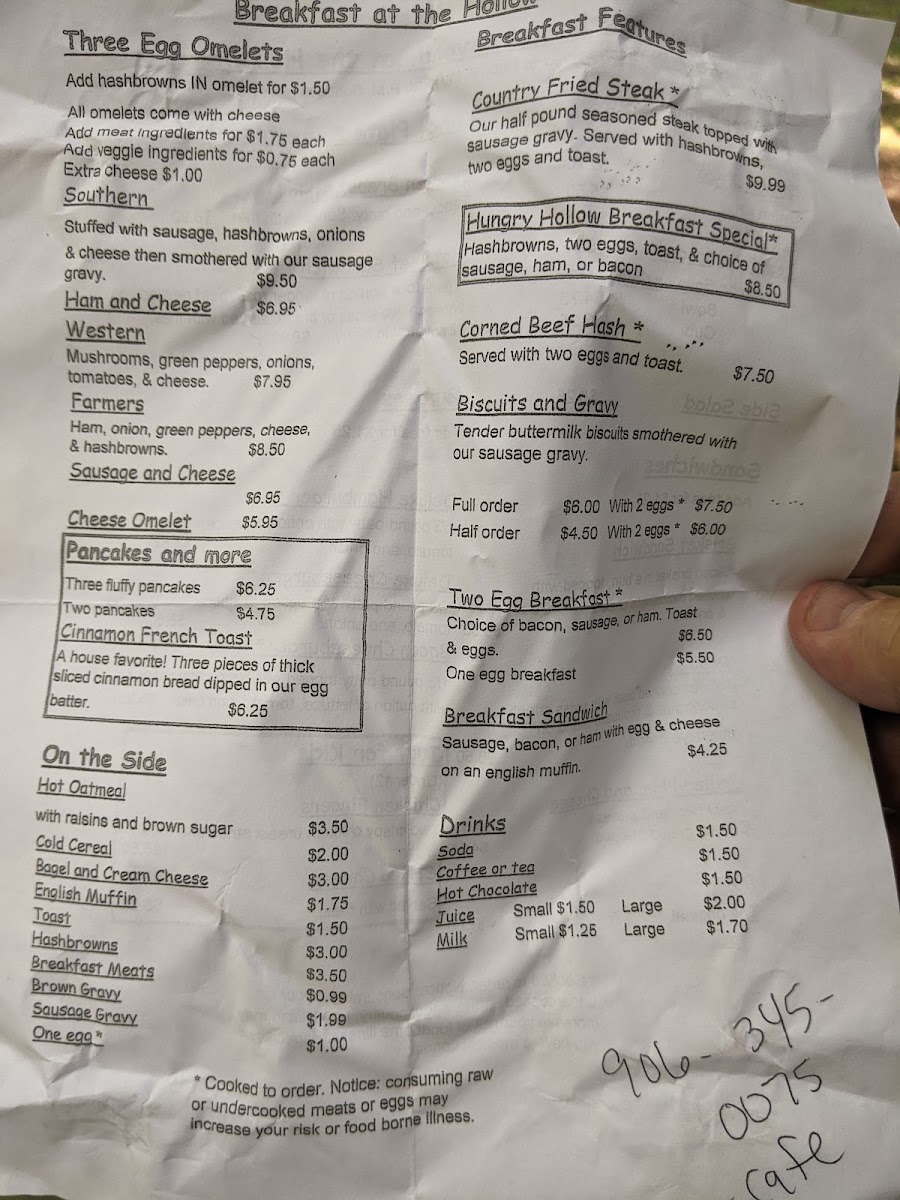 Breakfast at the Hollow
Three Egg Omelets
Add hashbrowns IN omelet for $1.50
All omelets come with cheese
Add meat ingredients for $1.75 each
Add veggie ingredients for $0.75 each
Extra cheese $1.00
Southern
Stuffed with sausage, hashbrowns, onions
& cheese then smothered with our sausage
gravy. $9.50
Ham and Cheese $6.95
Western
Mushrooms, green peppers, onions,
tomatoes, & cheese. $7.95
Farmers
Ham, onion, green peppers, cheese,
& hashbrowns. $8.50
Sausage and Cheese
$6.95
Cheese Omelet $5.95
Pancakes and more
Three fluffy pancakes $6.25
Two pancakes $4.75
Cinnamon French Toast
A house favorite! Three pieces of thick
sliced cinnamon bread dipped in our egg
batter. $6.25
On the Side
Hot Oatmeal
with raisins and brown sugar $3.50
Cold Cereal $2.00
Bagel and Cream Cheese $3.00
English Muffin $1.75
Toast $1.50
Hashbrowns $3.00
Breakfast Meats $3.50
Brown Gravy $0.99
Sausage Gravy $1.99
One egg * $1.00
Breakfast Features
Country Fried Steak *
Our half pound seasoned steak topped with
sausage gravy. Served with hashbrowns,
two eggs and toast.
$9.99
Hungry Hollow Breakfast Special*
Hashbrowns, two eggs, toast, & choice of
sausage, ham, or bacon
$8.50
Corned Beef Hash *
Served with two eggs and toast.
$7.50
Biscuits and Gravy
Tender buttermilk biscuits smothered with
our sausage gravy.
Full order $6.00 With 2 eggs * $7.50
Half order $4.50 With 2 eggs * $6.00
Two Egg Breakfast *
Choice of bacon, sausage, or ham. Toast
& eggs. $6.50
One egg breakfast $5.50
Breakfast Sandwich
Sausage, bacon, or ham with egg & cheese
on an english muffin. $4.25
Drinks
Soda $1.50
Coffee or tea $1.50
Hot Chocolate $1.50
Juice Small $1.50 Large $2.00
Milk Small $1.25 Large $1.70
* Cooked to order. Notice: consuming raw
or undercooked meats or eggs may
increase your risk or food borne illness.
906-345-
0075
cafe